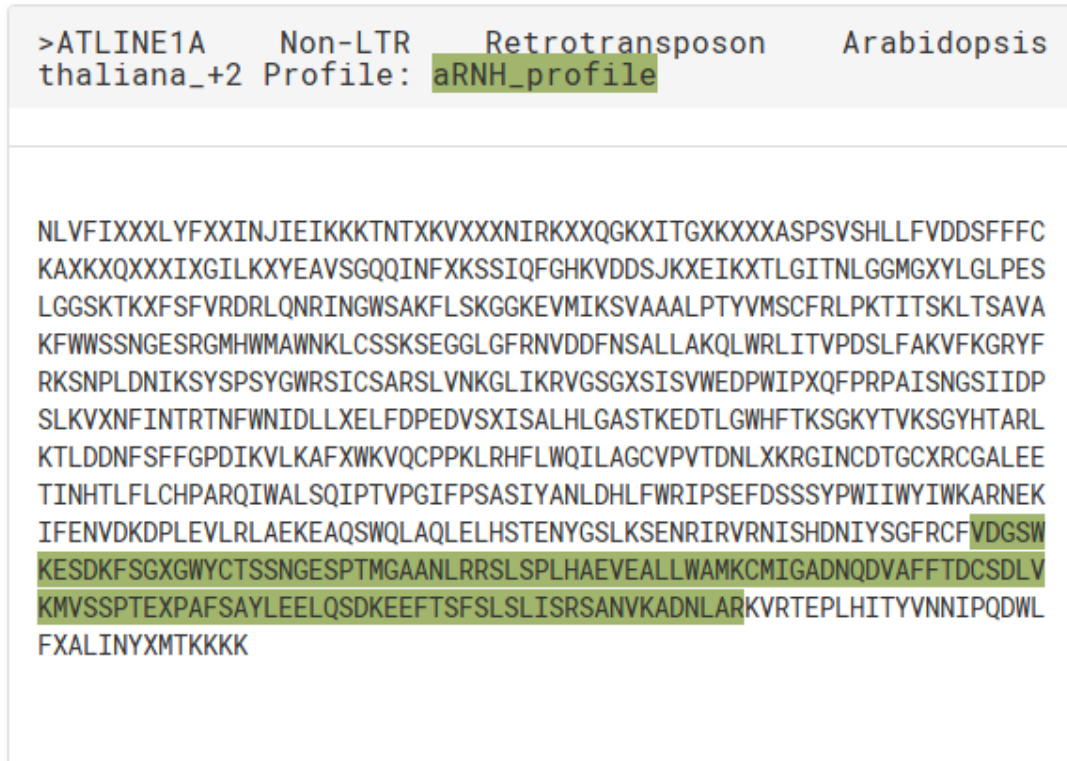 >ATLINE1A Non-LTR Retrotransposon Arabidopsis
thaliana_+2 Profile: aRNH_profile
NLVFIXXXLYFXXINJIEIKKKTNTXKVXXXNIRKXXQGKXITGXKXXXASPSVSHLLFVDDSFFFC
KAXKXQXXXIXGILKXYEAVSGQQINFXKSSIQFGHKVDDSJKXEIKXTLGITNLGGMGXYLGLPES
LGGSKTKXFSFVRDRLQNRINGWSAKFLSKGGKEVMIKSVAAALPTYVMSCFRLPKTITSKLTSAVA
KFWWSSNGESRGMHWMAWNKLCSSKSEGGLGFRNVDDFNSALLAKQLWRLITVPDSLFAKVFKGRYF
RKSNPLDNIKSYSPSYGWRSICSARSLVNKGLIKRVGSGXSISVWEDPWIPXQFPRPAISNGSIIDP
SLKVXNFINTRTNFWNIDLLXELFDPEDVSXISALHLGASTKEDTLGWHFTKSGKYTVKSGYHTARL
KTLDDNFSFFGPDIKVLKAFXWKVQCPPKLRHFLWQILAGCVPVTDNLXKRGINCDTGCXRCGALEE
TINHTLFLCHPARQIWALSQIPTVPGIFPSASIYANLDHLFWRIPSEFDSSSYPWIIWYIWKARNEK
IFENVDKDPLEVLRLAEKEAQSWQLAQLELHSTENYGSLKSENRIRVRNISHDNIYSGFRCFVDGSW
KESDKFSGXGWYCTSSNGESPTMGAANLRRSLSPLHAEVEALLWAMKCMIGADNQDVAFFTDCSDLV
KMVSSPTEXPAFSAYLEELQSDKEEFTSFSLSLISRSANVKADNLARKVRTEPLHITYVNNIPQDWL
FXALINYXMTKKKK